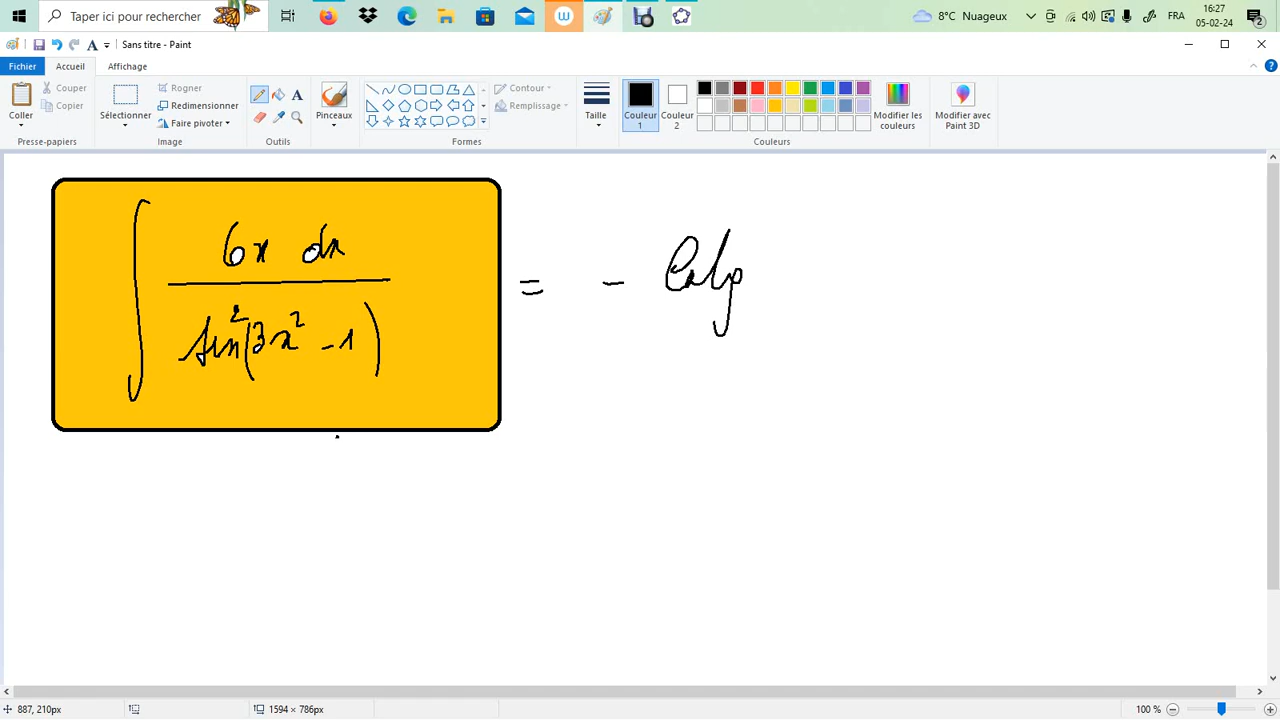 Taper ici pour rechercher
8°C Nuageux
FRA
16:27
05-02-24
2
Sans titre - Paint
Fichier Accueil Affichage
Coller
Couper
Copier
Presse-papiers
Sélectionner
Rogner
Redimensionner
Faire pivoter
Image
A
Outils
Pinceaux
Contour
Remplissage
Formes
Taille
Couleur 1
Couleur 2
Modifier les couleurs
Couleurs
Modifier avec Paint 3D
∫ 6x dx
sin²(3x² - 1)
= -
887, 210px
1594 × 786px
100 %